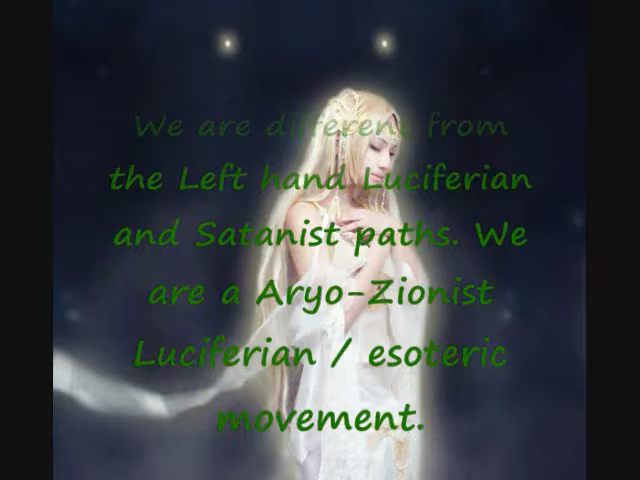 We are different from
the Left hand Luciferian
and Satanist paths. We
are a Aryo-Zionist
Luciferian / esoteric
movement.